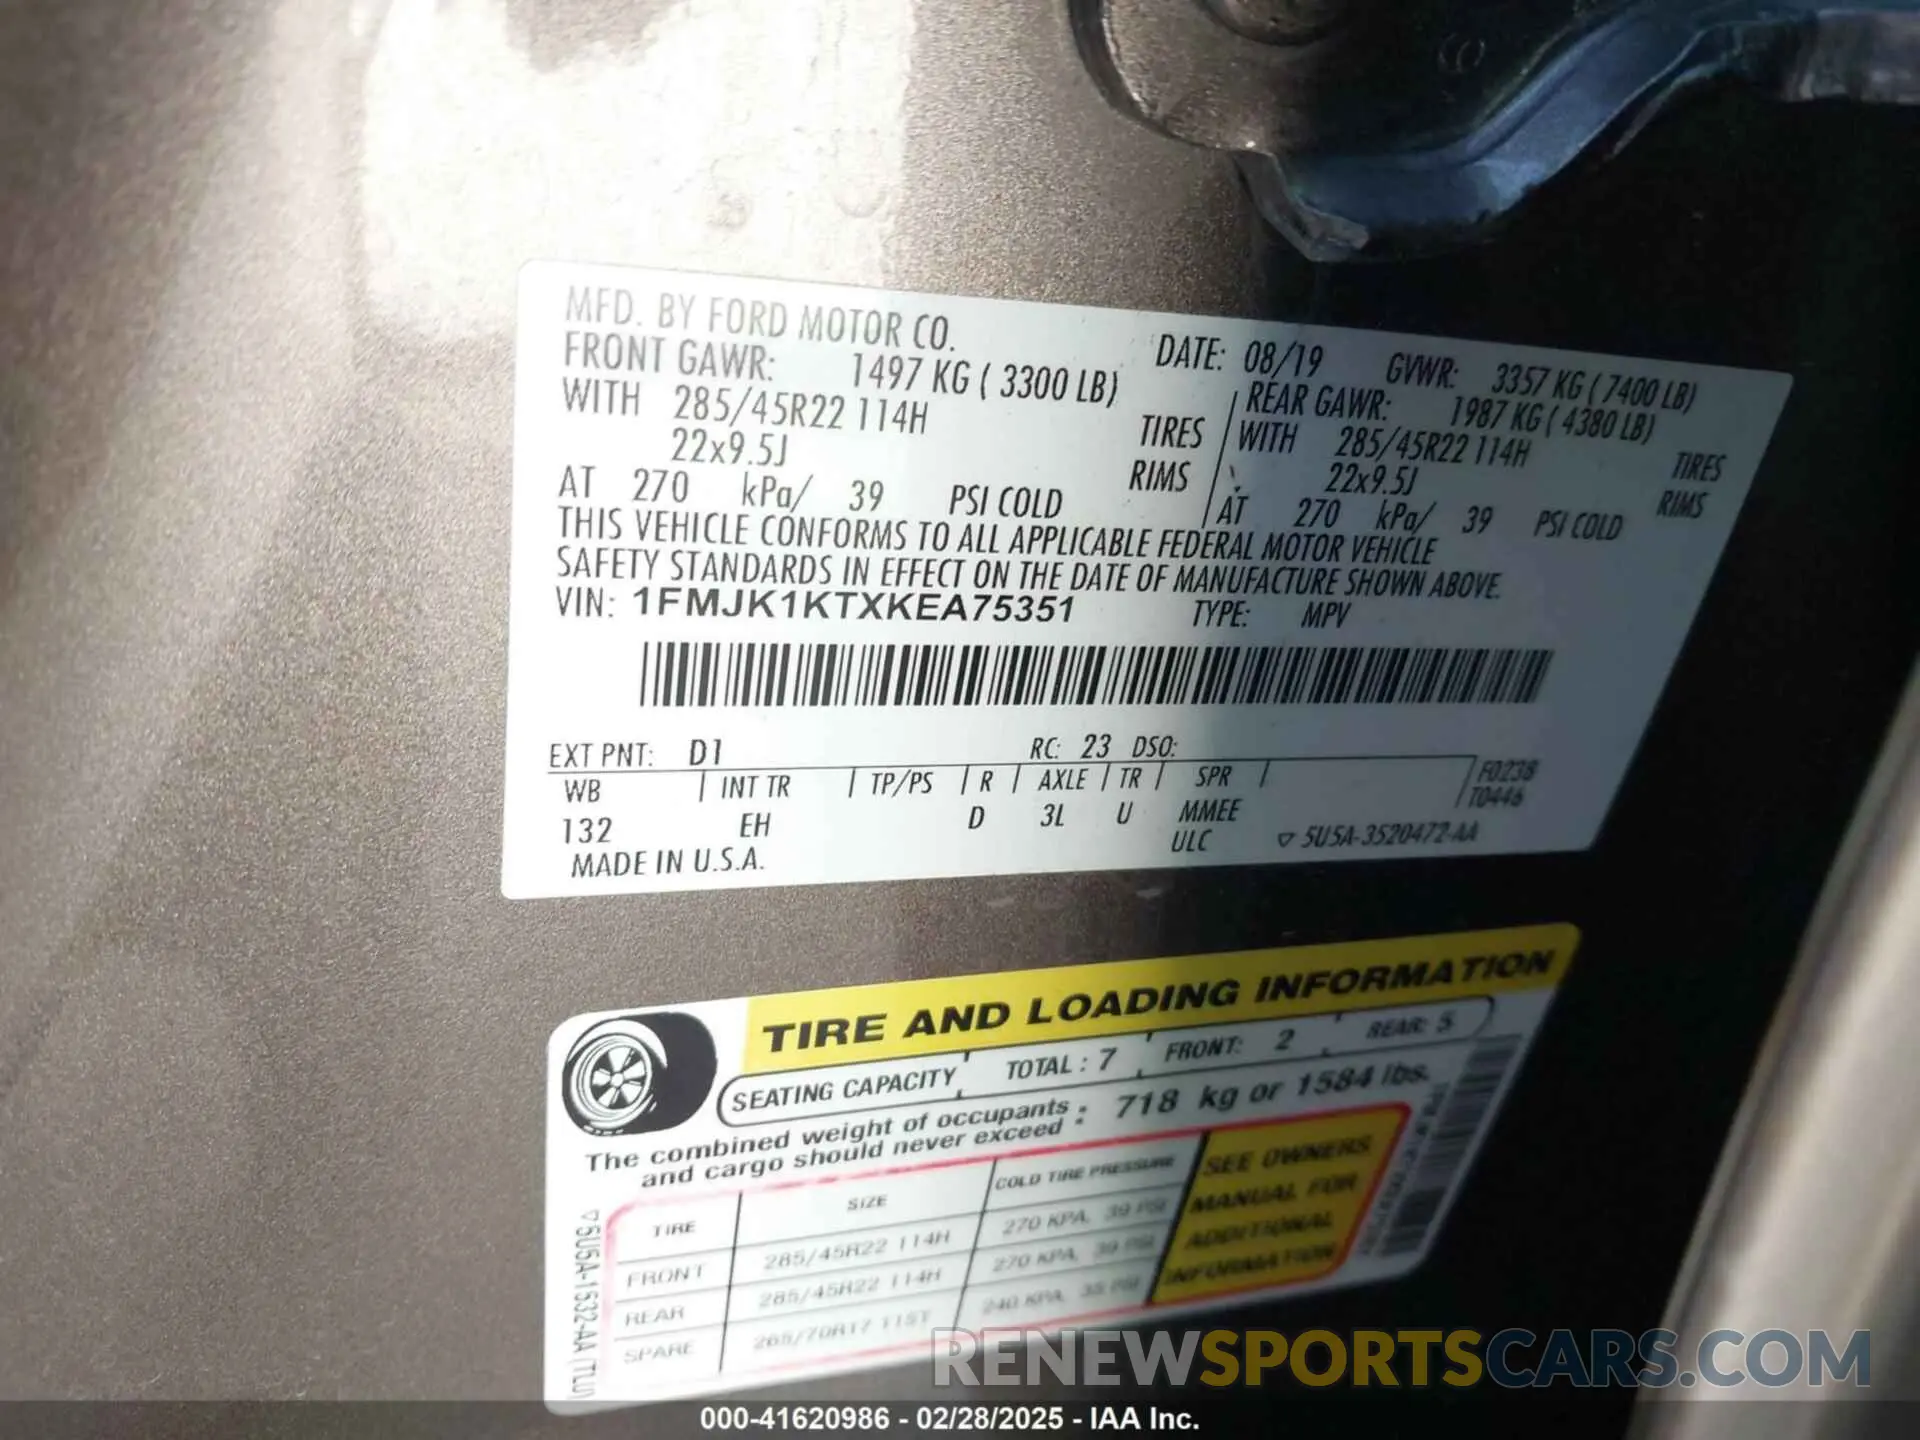 MFD. BY FORD MOTOR CO.
DATE: 08/19 GVWR: 3357 KG ( 7400 LB)
FRONT GAWR: 1497 KG ( 3300 LB)
WITH 285/45R22 114H TIRES
22x9.5J RIMS
AT 270 kPa/ 39 PSI COLD
REAR GAWR: 1987 KG ( 4380 LB)
WITH 285/45R22 114H TIRES
22x9.5J RIMS
AT 270 kPa/ 39 PSI COLD
THIS VEHICLE CONFORMS TO ALL APPLICABLE FEDERAL MOTOR VEHICLE
SAFETY STANDARDS IN EFFECT ON THE DATE OF MANUFACTURE SHOWN ABOVE.
VIN: 1FMJK1KTXKEA75351 TYPE: MPV
EXT PNT: D1 RC: 23 DSO:
WB INT TR TP/PS R AXLE TR SPR F0238
T0446
132 EH D 3L U MMEE
ULC ▽ 5U5A-3520472-AA
MADE IN U.S.A.
TIRE AND LOADING INFORMATION
SEATING CAPACITY TOTAL : 7 FRONT: 2 REAR: 5
The combined weight of occupants
and cargo should never exceed : 718 kg or 1584 lbs.
TIRE SIZE COLD TIRE PRESSURE
FRONT 285/45R22 114H 270 KPA, 39 PSI
REAR 285/45R22 114H 270 KPA, 39 PSI
SPARE 265/70R17 115T 240 KPA, 35 PSI
SEE OWNERS
MANUAL FOR
ADDITIONAL
INFORMATION
▽5U5A-1532-AA (TLU)
RENEWSPORTSCARS.COM
000-41620986 - 02/28/2025 - IAA Inc.